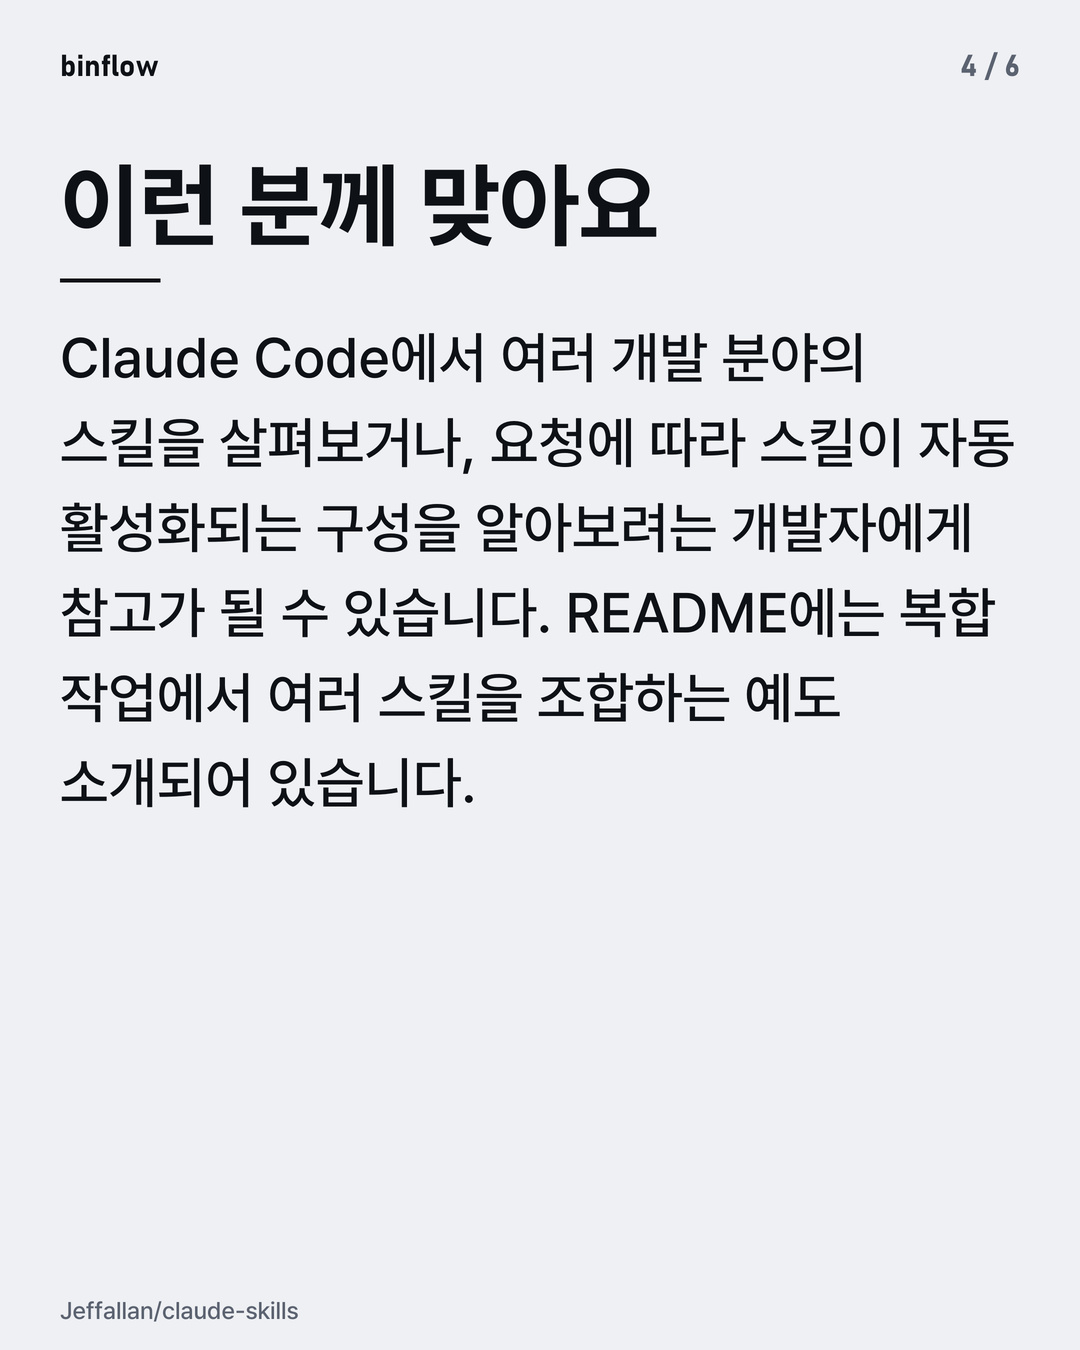 binflow
4 / 6
이런 분께 맞아요
Claude Code에서 여러 개발 분야의
스킬을 살펴보거나, 요청에 따라 스킬이 자동
활성화되는 구성을 알아보려는 개발자에게
참고가 될 수 있습니다. README에는 복합
작업에서 여러 스킬을 조합하는 예도
소개되어 있습니다.
Jeffallan/claude-skills